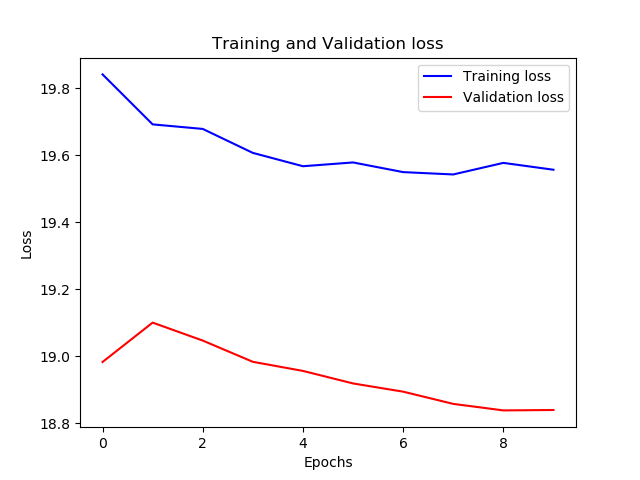 Training and Validation loss
Training loss
Validation loss
19.8
19.6
19.4
19.2
19.0
18.8
Loss
0
2
4
6
8
Epochs